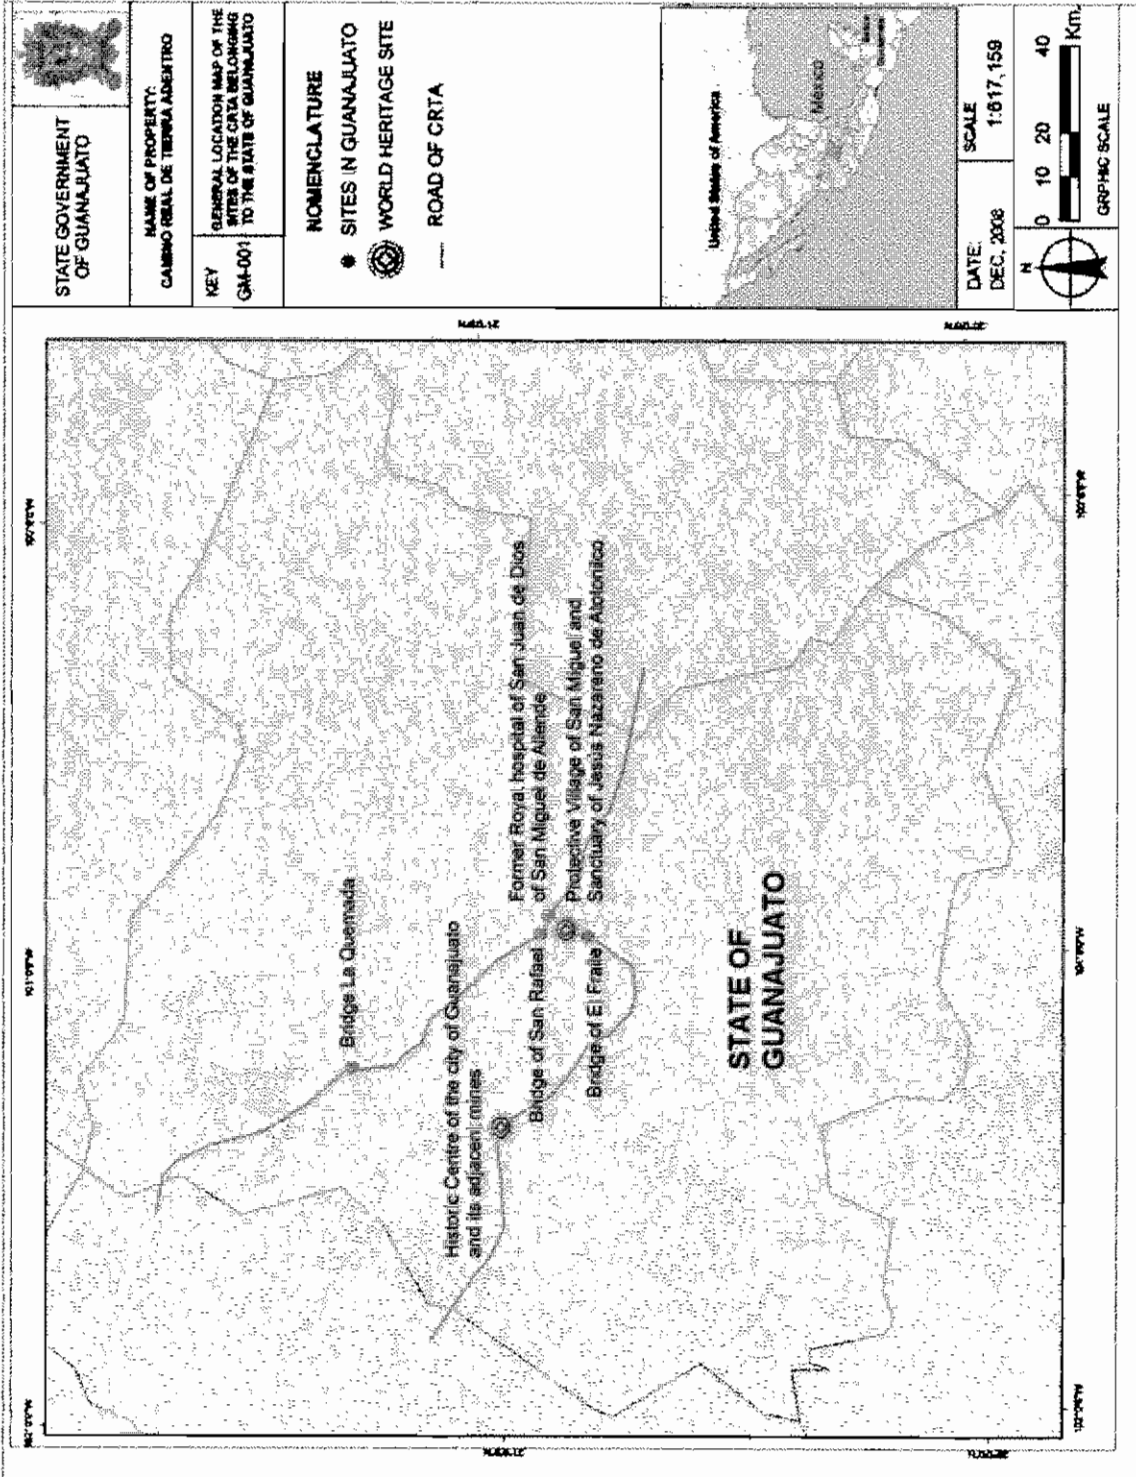 STATE GOVERNMENT
OF GUANAJUATO
NAME OF PROPERTY:
CAMINO REAL DE TIERRA ADENTRO
KEY
GM-001
GENERAL LOCATION MAP OF THE
SITES OF THE CRTA BELONGING
TO THE STATE OF GUANAJUATO
NOMENCLATURE
SITES IN GUANAJUATO
WORLD HERITAGE SITE
ROAD OF CRTA
United States of America
México
DATE:
DEC, 2008
SCALE
1:617,159
N
0 10 20 40 Km.
GRPHIC SCALE
Bridge La Quemada
Historic Centre of the city of Guanajuato
and its adjacent mines
Former Royal hospital of San Juan de Dios
of San Miguel de Allende
Bridge of San Rafael
Protective Village of San Miguel and
Sanctuary of Jesús Nazareno de Atotonilco
Bridge of El Fraile
STATE OF
GUANAJUATO